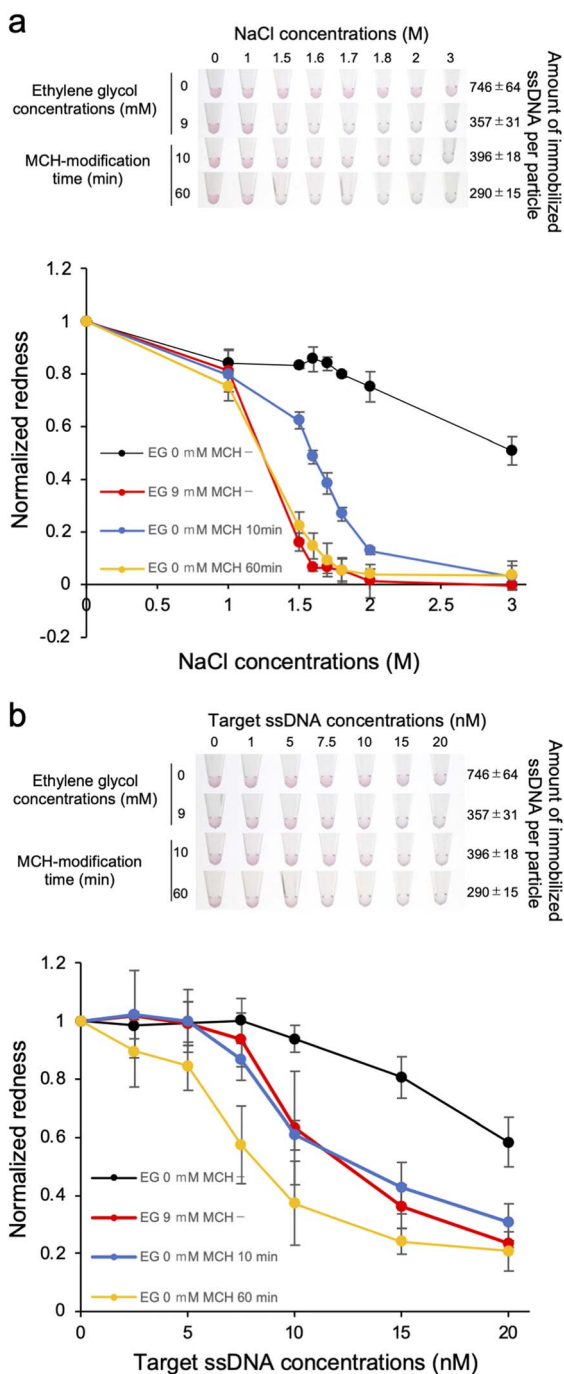 a
NaCl concentrations (M)
0 1 1.5 1.6 1.7 1.8 2 3
Ethylene glycol
concentrations (mM)
0
9
MCH-modification
time (min)
10
60
746±64
357±31
396±18
290±15
Amount of immobilized
ssDNA per particle
Normalized redness
1.2
1
0.8
0.6
0.4
0.2
0
-0.2
EG 0 mM MCH−
EG 9 mM MCH−
EG 0 mM MCH 10min
EG 0 mM MCH 60min
0 0.5 1 1.5 2 2.5 3
NaCl concentrations (M)
b
Target ssDNA concentrations (nM)
0 1 5 7.5 10 15 20
Ethylene glycol
concentrations (mM)
0
9
MCH-modification
time (min)
10
60
746±64
357±31
396±18
290±15
Amount of immobilized
ssDNA per particle
Normalized redness
1.2
1
0.8
0.6
0.4
0.2
0
EG 0 mM MCH−
EG 9 mM MCH−
EG 0 mM MCH 10 min
EG 0 mM MCH 60 min
0 5 10 15 20
Target ssDNA concentrations (nM)